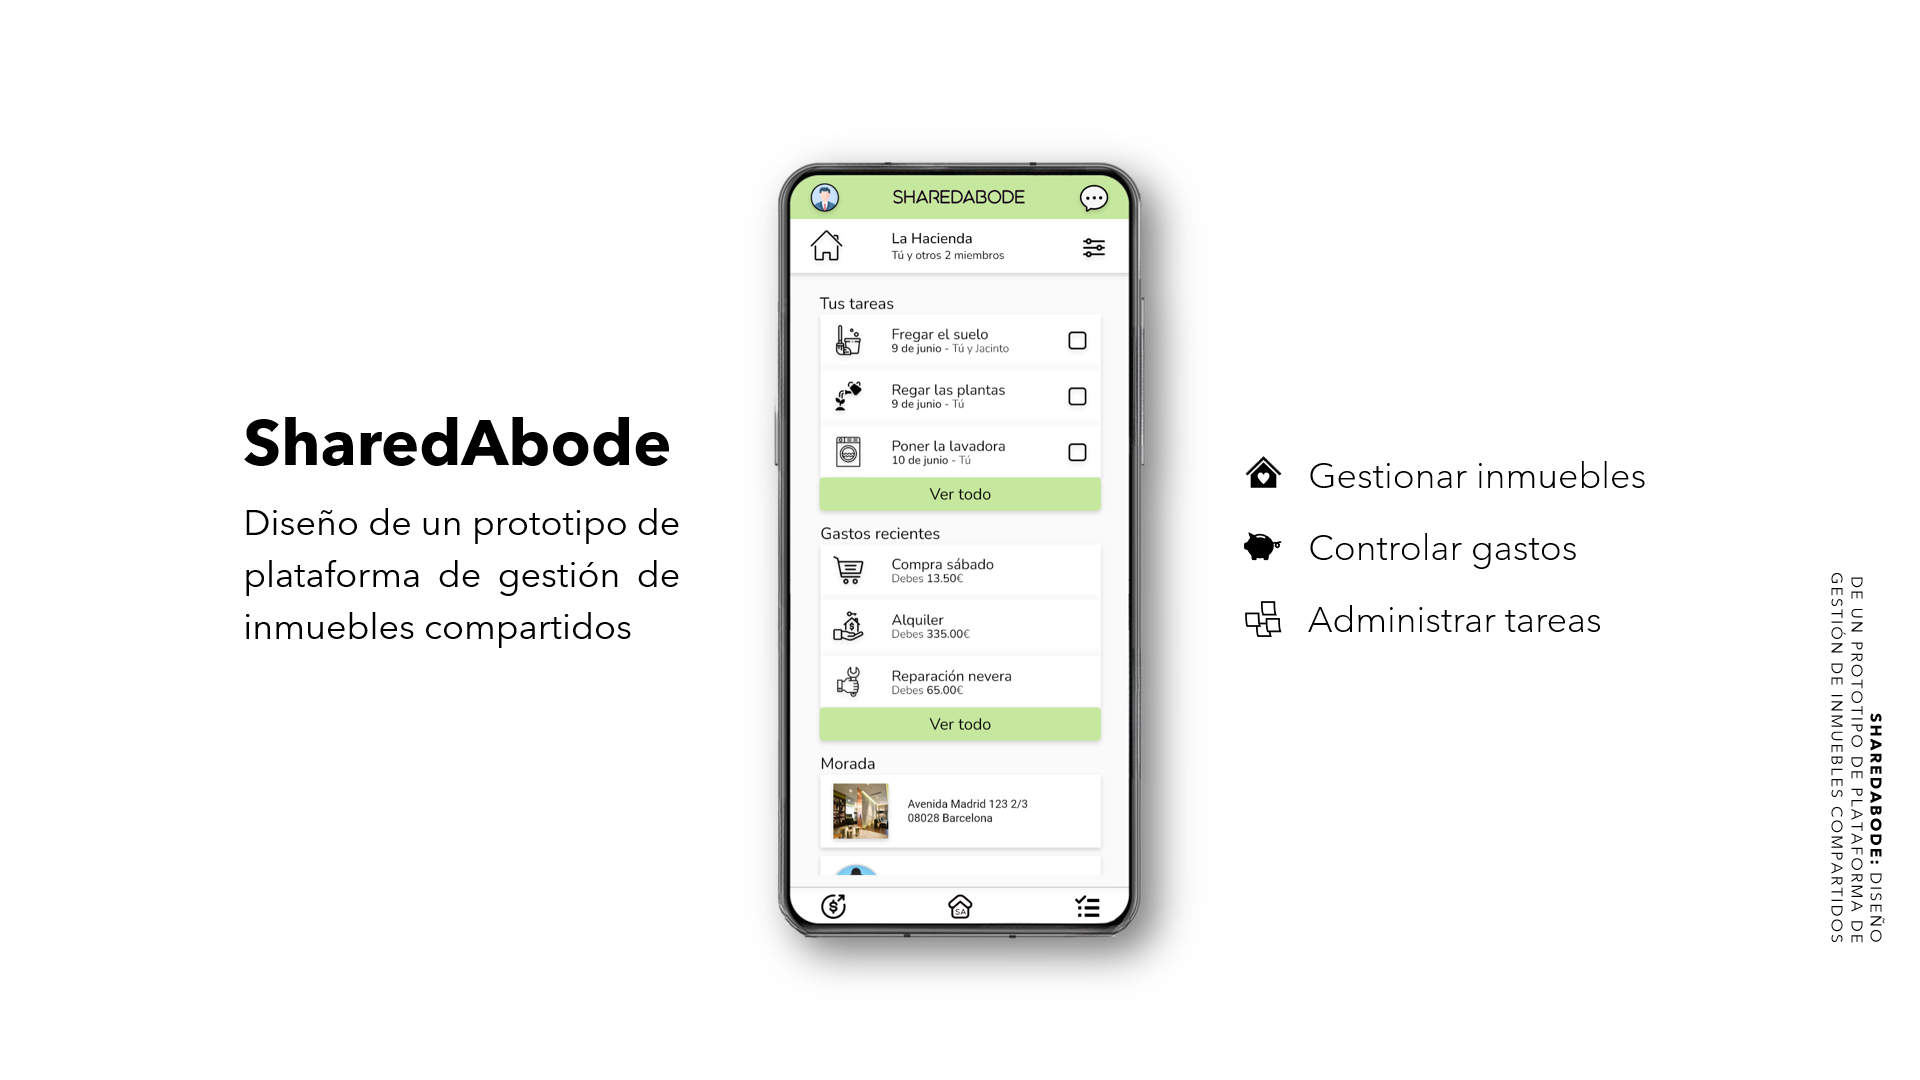 SharedAbode
Diseño de un prototipo de
plataforma de gestión de
inmuebles compartidos
SHAREDABODE
La Hacienda
Tú y otros 2 miembros
Tus tareas
Fregar el suelo
9 de junio - Tú y Jacinto
Regar las plantas
9 de junio - Tú
Poner la lavadora
10 de junio - Tú
Ver todo
Gastos recientes
Compra sábado
Debes 13.50€
Alquiler
Debes 335.00€
Reparación nevera
Debes 65.00€
Ver todo
Morada
Avenida Madrid 123 2/3
08028 Barcelona
SA
Gestionar inmuebles
Controlar gastos
Administrar tareas
SHAREDABODE: DISEÑO
DE UN PROTOTIPO DE PLATAFORMA DE
GESTIÓN DE INMUEBLES COMPARTIDOS